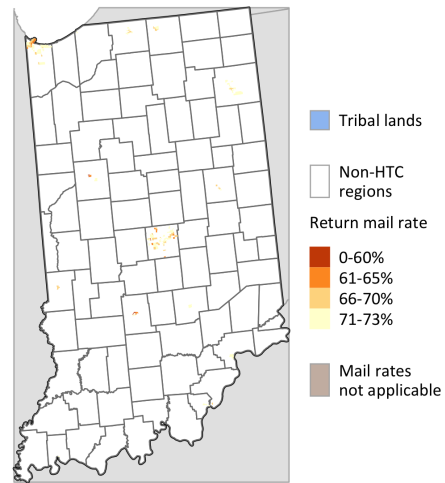 Tribal lands
Non-HTC
regions
Return mail rate
0-60%
61-65%
66-70%
71-73%
Mail rates
not applicable